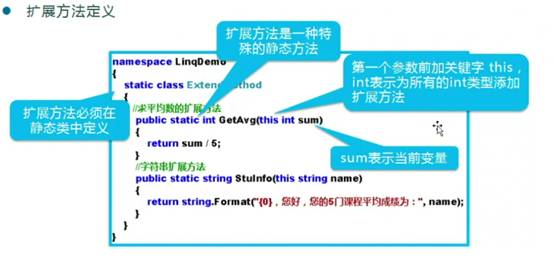 扩展方法定义
扩展方法是一种特
殊的静态方法
第一个参数前加关键字 this，
int表示为所有的int类型添加
扩展方法
扩展方法必须在
静态类中定义
sum表示当前变量
namespace LinqDemo
{
static class ExtendMethod
{
//求平均数的扩展方法
public static int GetAvg(this int sum)
{
return sum / 5;
}
//字符串扩展方法
public static string StuInfo(this string name)
{
return string.Format("{0}，您好，您的5门课程平均成绩为：", name);
}
}
}